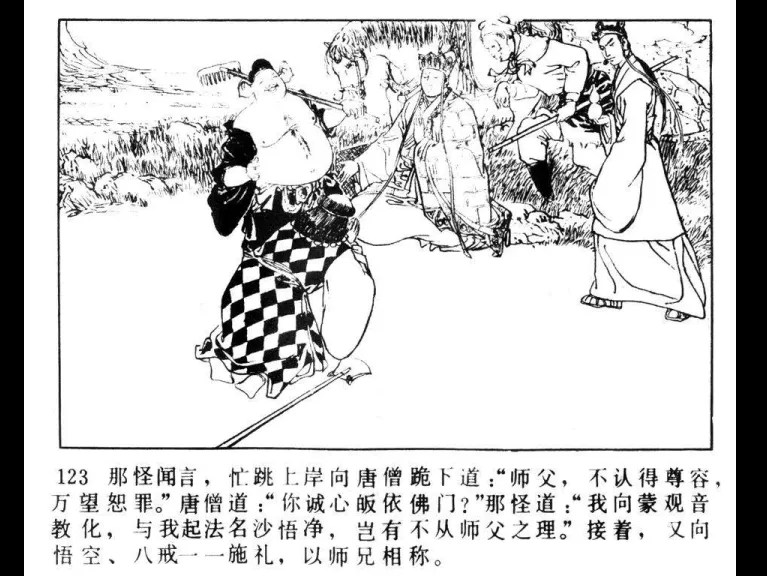 123 那怪闻言，忙跳上岸向唐僧跪下道：“师父，不认得尊容，
万望恕罪。”唐僧道：“你诚心皈依佛门？”那怪道：“我向蒙观音
教化，与我起法名沙悟净，岂有不从师父之理。”接着，又向
悟空、八戒一一施礼，以师兄相称。